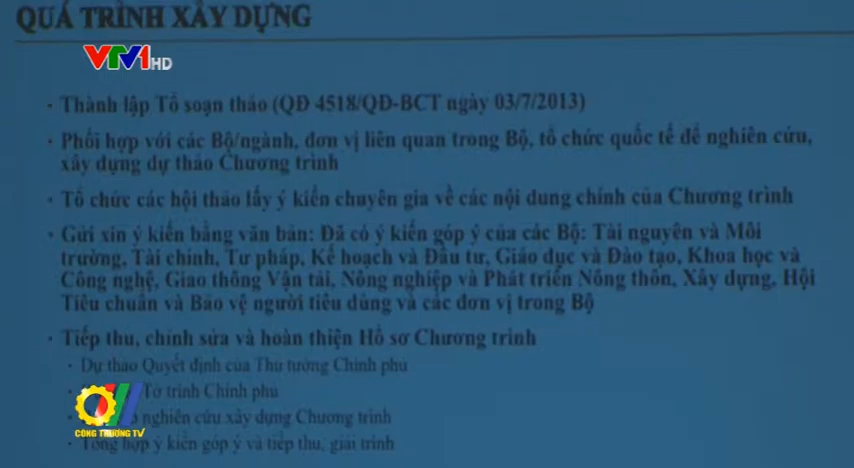 QUÁ TRÌNH XÂY DỰNG
VTV1 HD
• Thành lập Tổ soạn thảo (QĐ 4518/QĐ-BCT ngày 03/7/2013)
• Phối hợp với các Bộ/ngành, đơn vị liên quan trong Bộ, tổ chức quốc tế để nghiên cứu,
xây dựng dự thảo Chương trình
• Tổ chức các hội thảo lấy ý kiến chuyên gia về các nội dung chính của Chương trình
• Gửi xin ý kiến bằng văn bản: Đã có ý kiến góp ý của các Bộ: Tài nguyên và Môi
trường, Tài chính, Tư pháp, Kế hoạch và Đầu tư, Giáo dục và Đào tạo, Khoa học và
Công nghệ, Giao thông Vận tải, Nông nghiệp và Phát triển Nông thôn, Xây dựng, Hội
Tiêu chuẩn và Bảo vệ người tiêu dùng và các đơn vị trong Bộ
• Tiếp thu, chỉnh sửa và hoàn thiện Hồ sơ Chương trình
• Dự thảo Quyết định của Thủ tướng Chính phủ
• Tờ trình Chính phủ
• nghiên cứu xây dựng Chương trình
CÔNG THƯƠNG TV
• Tổng hợp ý kiến góp ý và tiếp thu, giải trình